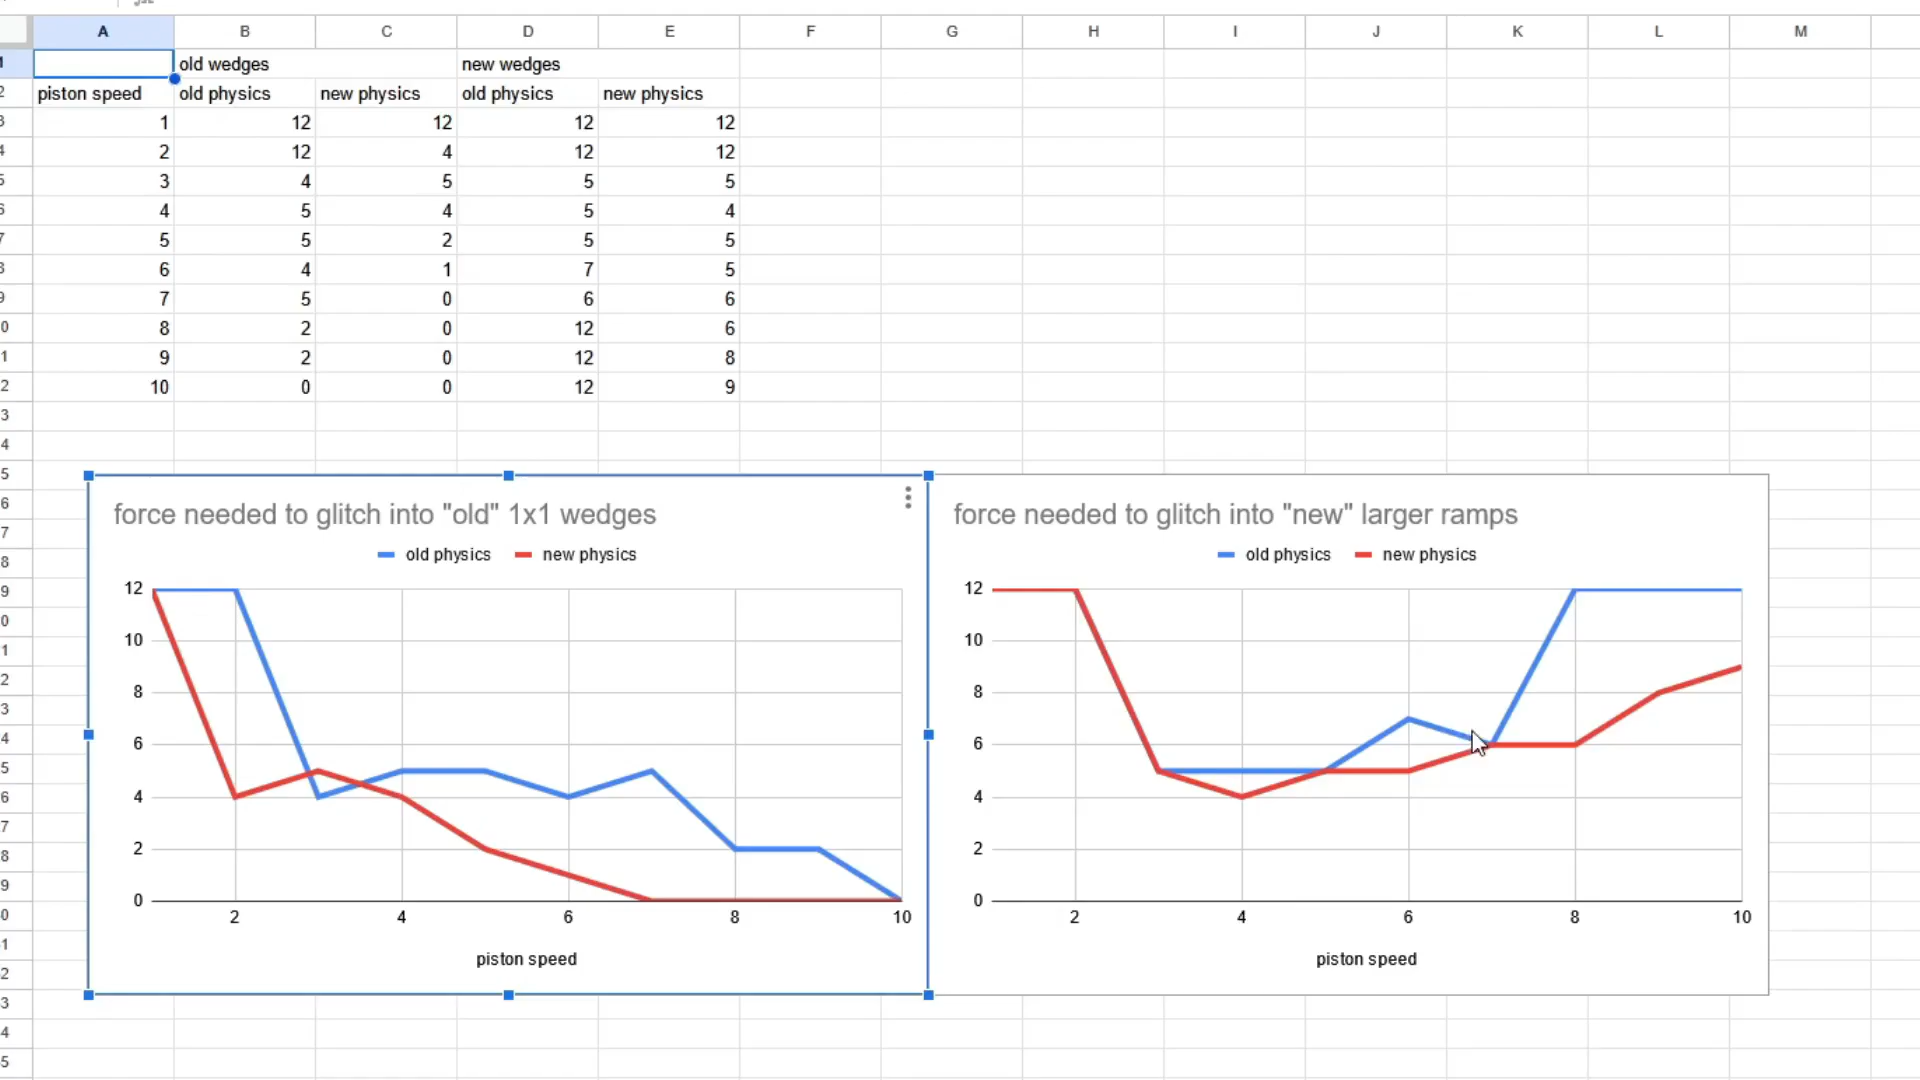 A B C D E F G H I J K L M
old wedges new wedges
piston speed old physics new physics old physics new physics
1 12 12 12 12
2 12 4 12 12
3 4 5 5 5
4 5 4 5 4
5 5 2 5 5
6 4 1 7 5
7 5 0 6 6
8 2 0 12 6
9 2 0 12 8
10 0 0 12 9
force needed to glitch into "old" 1x1 wedges
old physics new physics
12
10
8
6
4
2
0
2 4 6 8 10
piston speed
force needed to glitch into "new" larger ramps
old physics new physics
12
10
8
6
4
2
0
2 4 6 8 10
piston speed